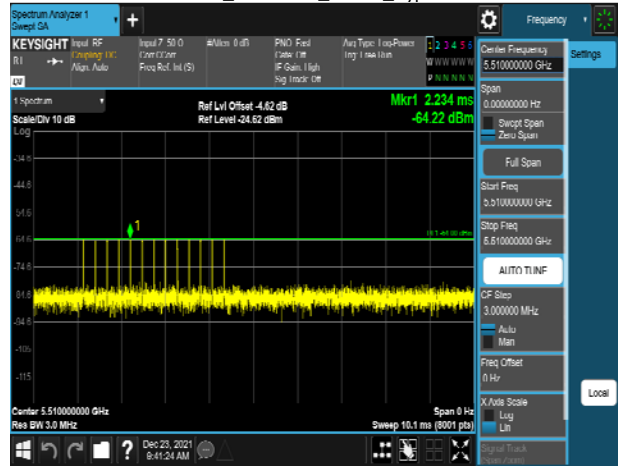 Spectrum Analyzer 1
Swept SA
+
Frequency
KEYSIGHT
Input RF
Coupling: DC
Align: Auto
Input Z: 50 Ω
Corr CCorr
Freq Ref: Int (S)
#Atten: 0 dB
PNO: Fast
Gate: Off
IF Gain: High
Sig Track: Off
Avg Type: Log-Power
Trig: Free Run
1 2 3 4 5 6
W W W W W W
P N N N N N
Center Frequency
5.510000000 GHz
Settings
Span
0.00000000 Hz
Swept Span
Zero Span
Full Span
Start Freq
5.510000000 GHz
Stop Freq
5.510000000 GHz
AUTO TUNE
CF Step
3.000000 MHz
Auto
Man
Freq Offset
0 Hz
X Axis Scale
Log
Lin
Signal Track
Local
1 Spectrum
Scale/Div 10 dB
Log
Ref Lvl Offset -4.62 dB
Ref Level -24.62 dBm
Mkr1 2.234 ms
-64.22 dBm
-34.6
-44.6
-54.6
-64.6
-74.6
-84.6
-94.6
-105
-115
1
Center 5.510000000 GHz
Res BW 3.0 MHz
Span 0 Hz
Sweep 10.1 ms (8001 pts)
?
Dec 23, 2021
9:41:24 AM